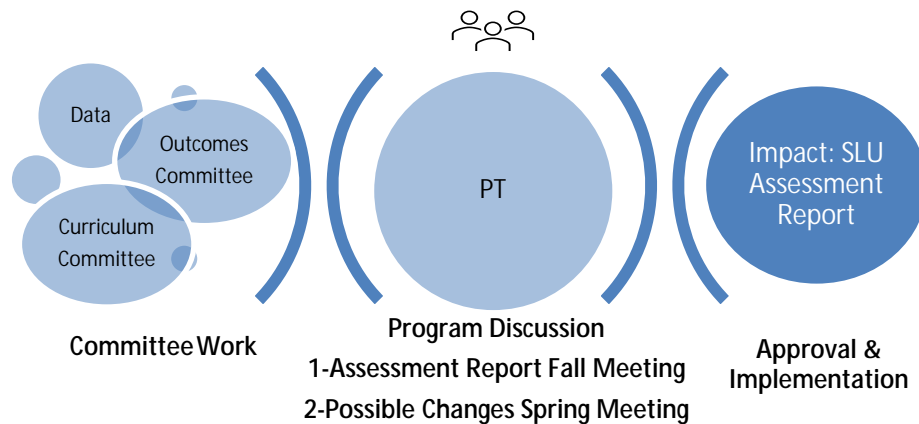 Data
Outcomes
Committee
Curriculum
Committee
Committee Work
PT
Program Discussion
1-Assessment Report Fall Meeting
2-Possible Changes Spring Meeting
Impact: SLU
Assessment
Report
Approval &
Implementation